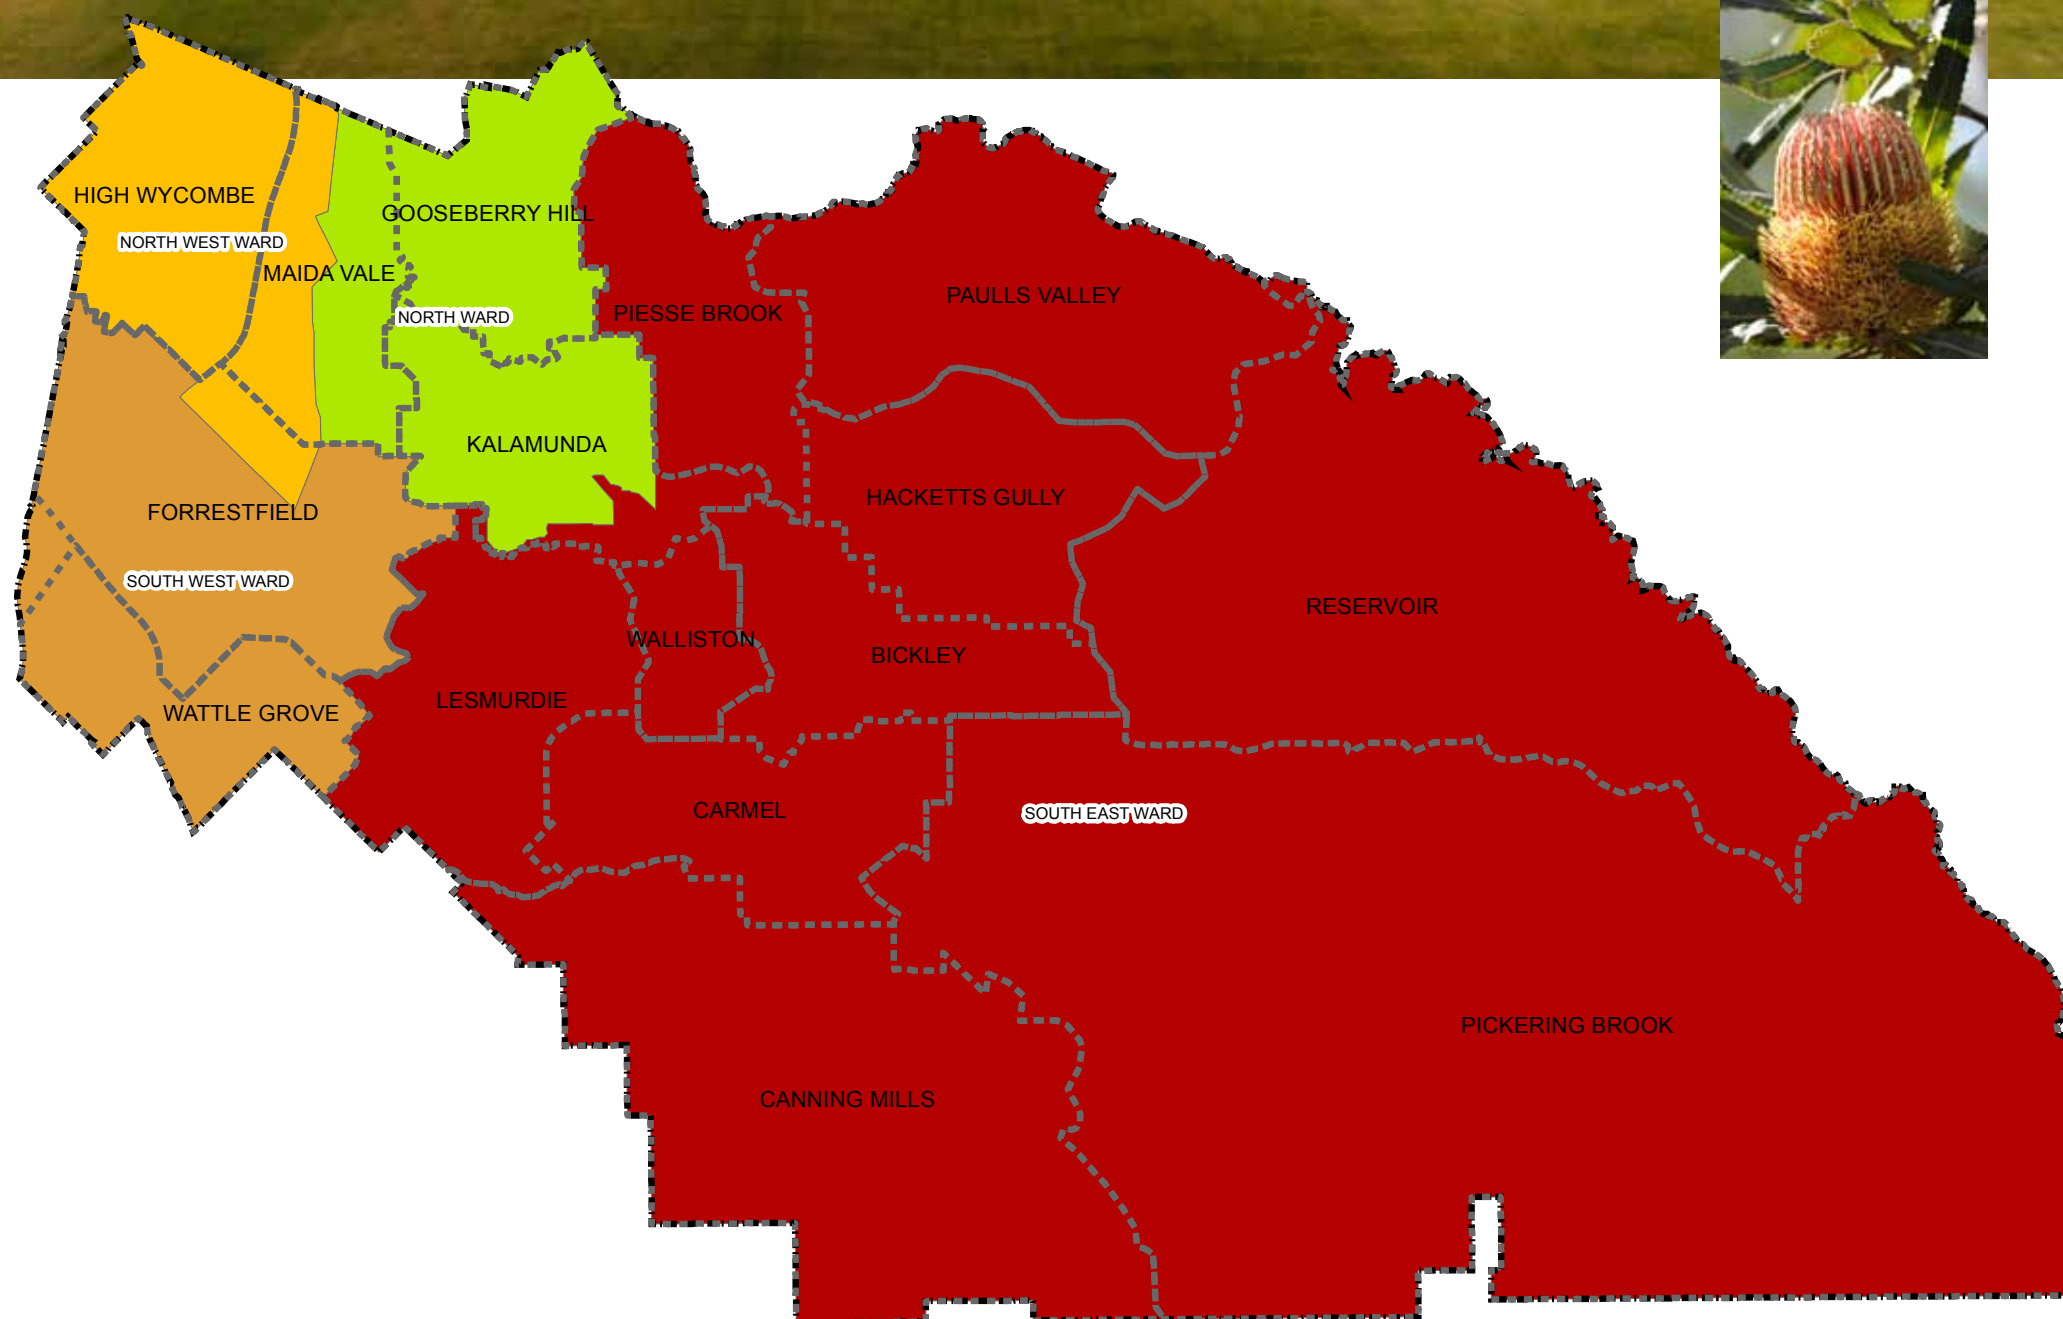 HIGH WYCOMBE
GOOSEBERRY HILL
NORTH WEST WARD
MAIDA VALE
PAULLS VALLEY
NORTH WARD
PIESSE BROOK
KALAMUNDA
HACKETTS GULLY
FORRESTFIELD
SOUTH WEST WARD
RESERVOIR
WALLISTON
BICKLEY
LESMURDIE
WATTLE GROVE
CARMEL
SOUTH EAST WARD
PICKERING BROOK
CANNING MILLS